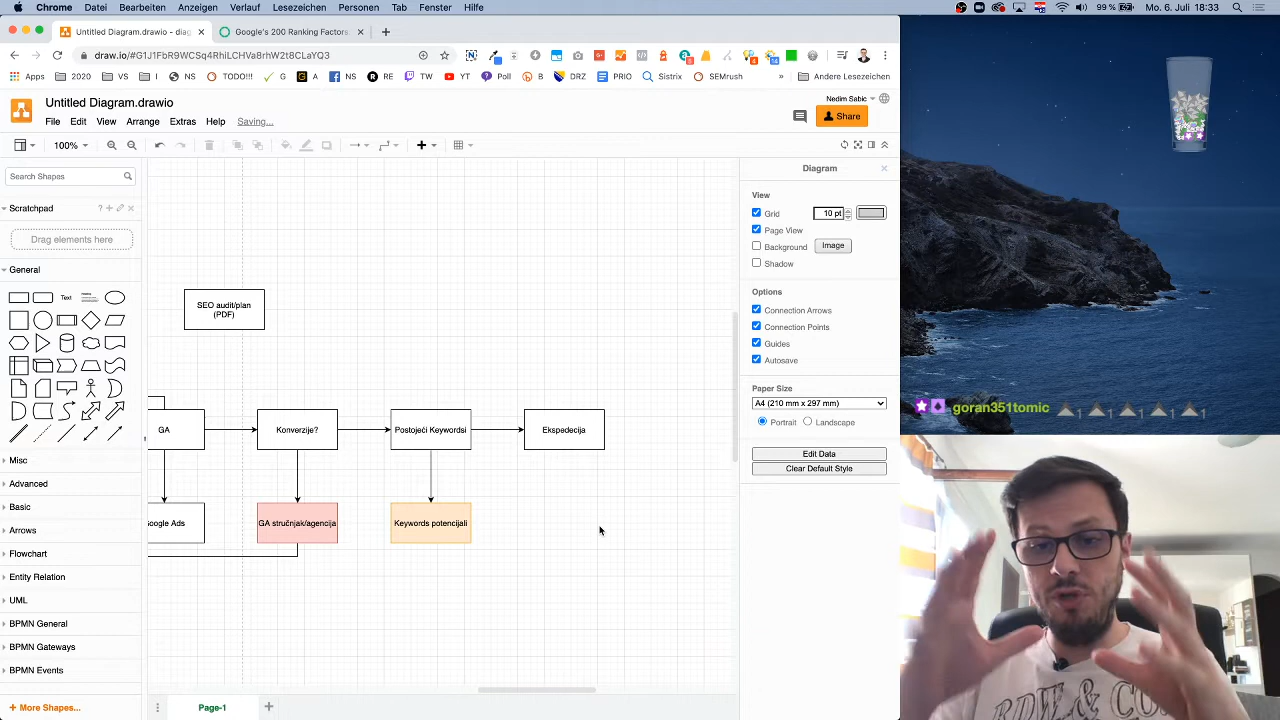 Chrome Datei Bearbeiten Anzeigen Verlauf Lesezeichen Personen Tab Fenster Hilfe
99 % Mo. 6. Juli 18:33
Untitled Diagram.drawio - diag
Google's 200 Ranking Factors:
draw.io/#G1J1FbR9WCSq4RhiLCHVa8rhW2t8CLaYQ3
Apps 2020 VS NS TODO!!! G A NS RE TW YT Poll B DRZ PRIO Sistrix SEMrush » Andere Lesezeichen
Untitled Diagram.drawio
Nedim Sabic
File Edit View Arrange Extras Help Saving...
Share
100%
Search Shapes
Scratchpad
Drag elements here
General
Text
Misc
Advanced
Basic
Arrows
Flowchart
Entity Relation
UML
BPMN General
BPMN Gateways
BPMN Events
+ More Shapes...
SEO audit/plan
(PDF)
GA
Konverzije?
Postojeći Keywordsi
Ekspedecija
oogle Ads
GA stručnjak/agencija
Keywords potencijali
Page-1
Diagram
View
Grid
10 pt
Page View
Background
Image
Shadow
Options
Connection Arrows
Connection Points
Guides
Autosave
Paper Size
A4 (210 mm x 297 mm)
Portrait Landscape
Edit Data
Clear Default Style
goran351tomic
RDW & CO